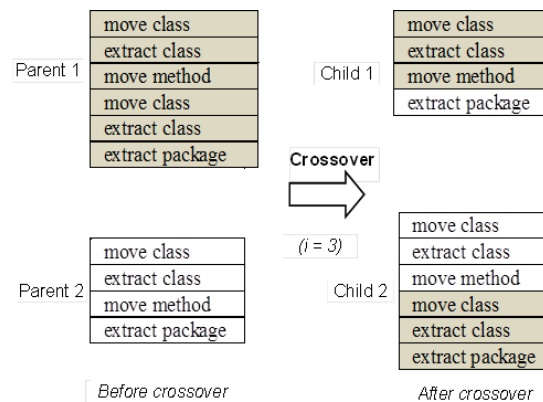 Parent 1
move class
extract class
move method
move class
extract class
extract package
Parent 2
move class
extract class
move method
extract package
Before crossover
Crossover
(i = 3)
Child 1
move class
extract class
move method
extract package
Child 2
move class
extract class
move method
move class
extract class
extract package
After crossover